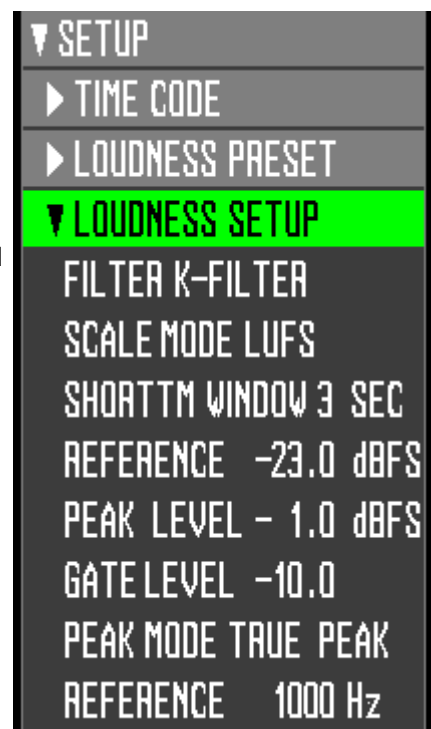 SETUP
TIME CODE
LOUDNESS PRESET
LOUDNESS SETUP
FILTER K-FILTER
SCALE MODE LUFS
SHORTTM WINDOW 3 SEC
REFERENCE -23.0 dBFS
PEAK LEVEL - 1.0 dBFS
GATE LEVEL -10.0
PEAK MODE TRUE PEAK
REFERENCE 1000 Hz